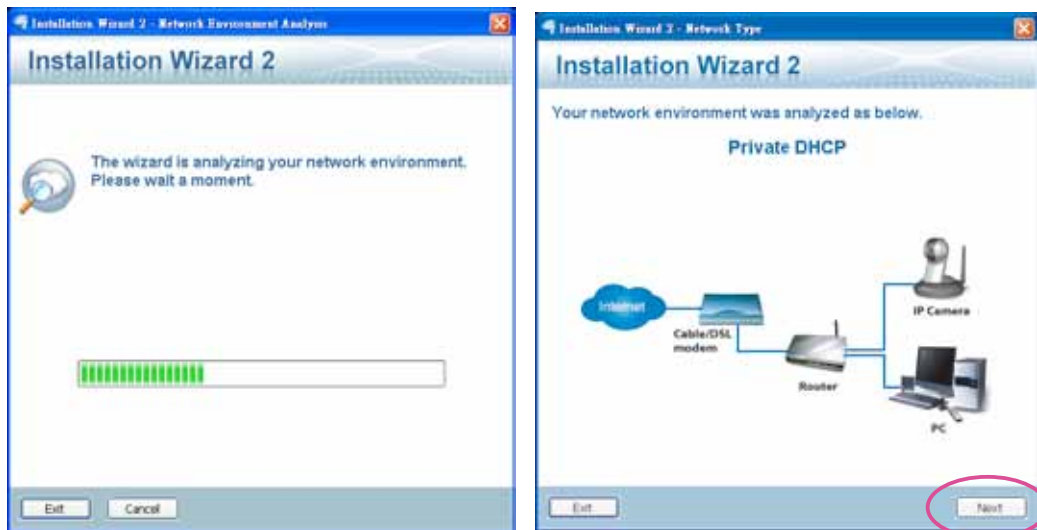 Installation Wizard 2 - Network Environment Analysis
Installation Wizard 2
The wizard is analyzing your network environment.
Please wait a moment.
Exit
Cancel
Installation Wizard 2 - Network Type
Installation Wizard 2
Your network environment was analyzed as below.
Private DHCP
Internet
Cable/DSL
modem
Router
IP Camera
PC
Exit
Next